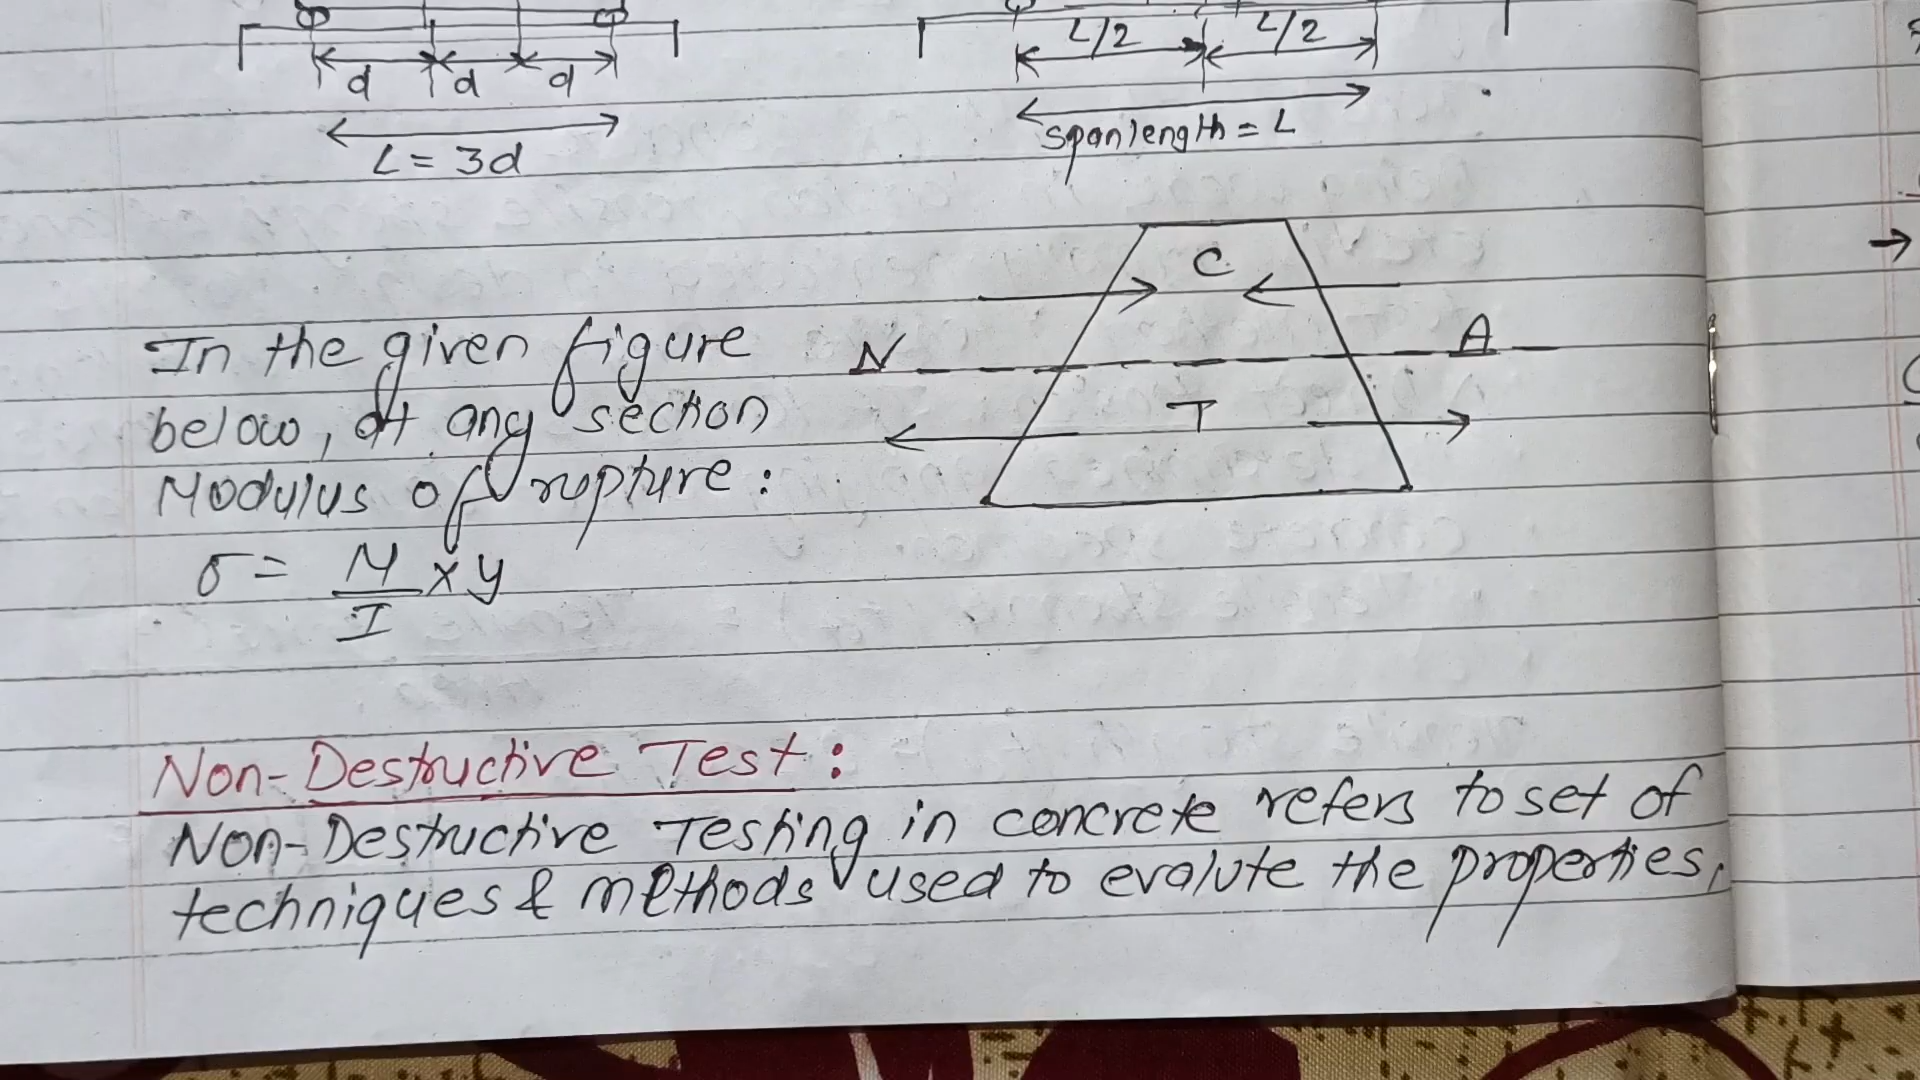 L/2 L/2
d d d
L = 3d
span length = L
C
N A
T
In the given figure
below, at any section
Modulus of rupture:
σ = M/I × y
Non-Destructive Test:
Non-Destructive Testing in concrete refers to set of
techniques & methods used to evalute the properties,